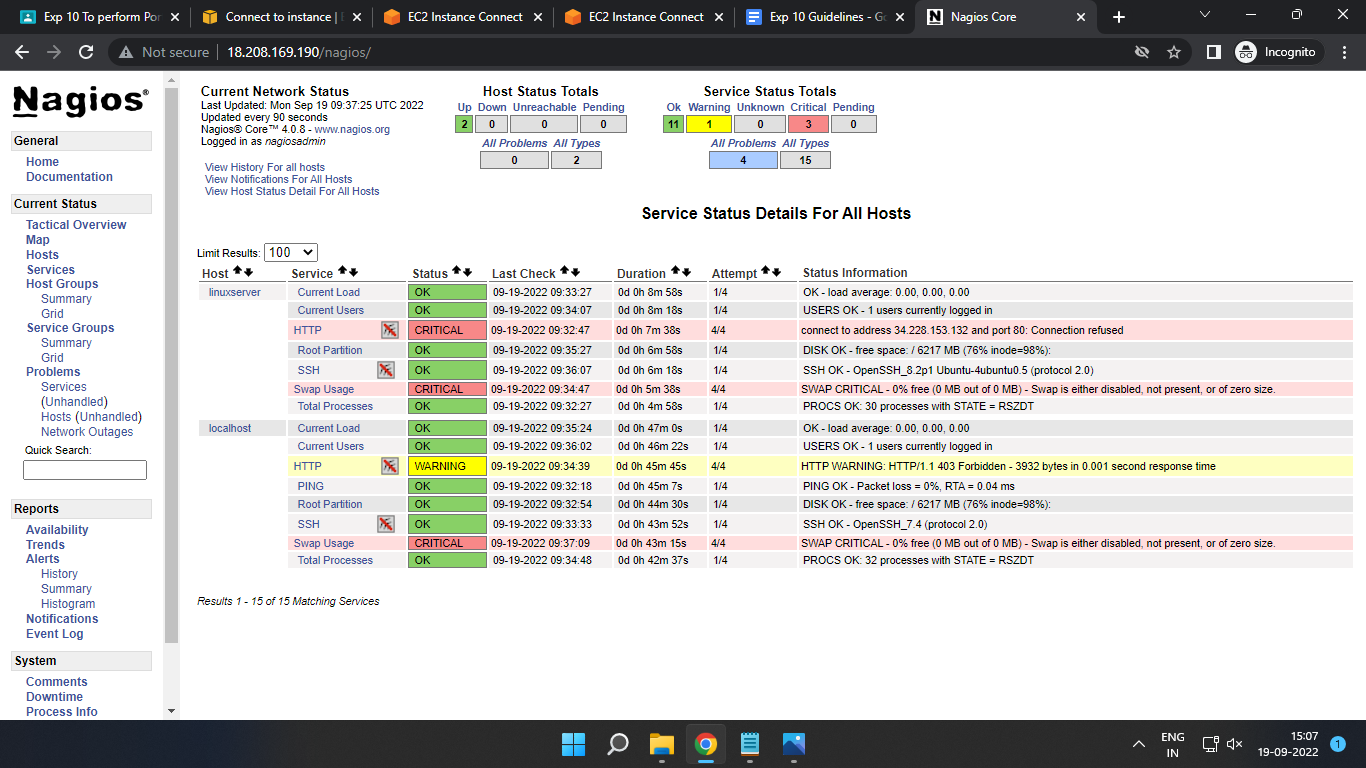 Exp 10 To perform Por
Connect to instance |
EC2 Instance Connect
EC2 Instance Connect
Exp 10 Guidelines - Go
Nagios Core
Not secure
18.208.169.190/nagios/
Incognito
Nagios®
General
Home
Documentation
Current Status
Tactical Overview
Map
Hosts
Services
Host Groups
Summary
Grid
Service Groups
Summary
Grid
Problems
Services
(Unhandled)
Hosts (Unhandled)
Network Outages
Quick Search:
Reports
Availability
Trends
Alerts
History
Summary
Histogram
Notifications
Event Log
System
Comments
Downtime
Process Info
Current Network Status
Last Updated: Mon Sep 19 09:37:25 UTC 2022
Updated every 90 seconds
Nagios® Core™ 4.0.8 - www.nagios.org
Logged in as nagiosadmin
View History For all hosts
View Notifications For All Hosts
View Host Status Detail For All Hosts
Host Status Totals
Up Down Unreachable Pending
2 0 0 0
All Problems All Types
0 2
Service Status Totals
Ok Warning Unknown Critical Pending
11 1 0 3 0
All Problems All Types
4 15
Service Status Details For All Hosts
Limit Results: 100
Host Service Status Last Check Duration Attempt Status Information
linuxserver Current Load OK 09-19-2022 09:33:27 0d 0h 8m 58s 1/4 OK - load average: 0.00, 0.00, 0.00
Current Users OK 09-19-2022 09:34:07 0d 0h 8m 18s 1/4 USERS OK - 1 users currently logged in
HTTP CRITICAL 09-19-2022 09:32:47 0d 0h 7m 38s 4/4 connect to address 34.228.153.132 and port 80: Connection refused
Root Partition OK 09-19-2022 09:35:27 0d 0h 6m 58s 1/4 DISK OK - free space: / 6217 MB (76% inode=98%):
SSH OK 09-19-2022 09:36:07 0d 0h 6m 18s 1/4 SSH OK - OpenSSH_8.2p1 Ubuntu-4ubuntu0.5 (protocol 2.0)
Swap Usage CRITICAL 09-19-2022 09:34:47 0d 0h 5m 38s 4/4 SWAP CRITICAL - 0% free (0 MB out of 0 MB) - Swap is either disabled, not present, or of zero size.
Total Processes OK 09-19-2022 09:32:27 0d 0h 4m 58s 1/4 PROCS OK: 30 processes with STATE = RSZDT
localhost Current Load OK 09-19-2022 09:35:24 0d 0h 47m 0s 1/4 OK - load average: 0.00, 0.00, 0.00
Current Users OK 09-19-2022 09:36:02 0d 0h 46m 22s 1/4 USERS OK - 1 users currently logged in
HTTP WARNING 09-19-2022 09:34:39 0d 0h 45m 45s 4/4 HTTP WARNING: HTTP/1.1 403 Forbidden - 3932 bytes in 0.001 second response time
PING OK 09-19-2022 09:32:18 0d 0h 45m 7s 1/4 PING OK - Packet loss = 0%, RTA = 0.04 ms
Root Partition OK 09-19-2022 09:32:54 0d 0h 44m 30s 1/4 DISK OK - free space: / 6217 MB (76% inode=98%):
SSH OK 09-19-2022 09:33:33 0d 0h 43m 52s 1/4 SSH OK - OpenSSH_7.4 (protocol 2.0)
Swap Usage CRITICAL 09-19-2022 09:37:09 0d 0h 43m 15s 4/4 SWAP CRITICAL - 0% free (0 MB out of 0 MB) - Swap is either disabled, not present, or of zero size.
Total Processes OK 09-19-2022 09:34:48 0d 0h 42m 37s 1/4 PROCS OK: 32 processes with STATE = RSZDT
Results 1 - 15 of 15 Matching Services
ENG
IN
15:07
19-09-2022
1